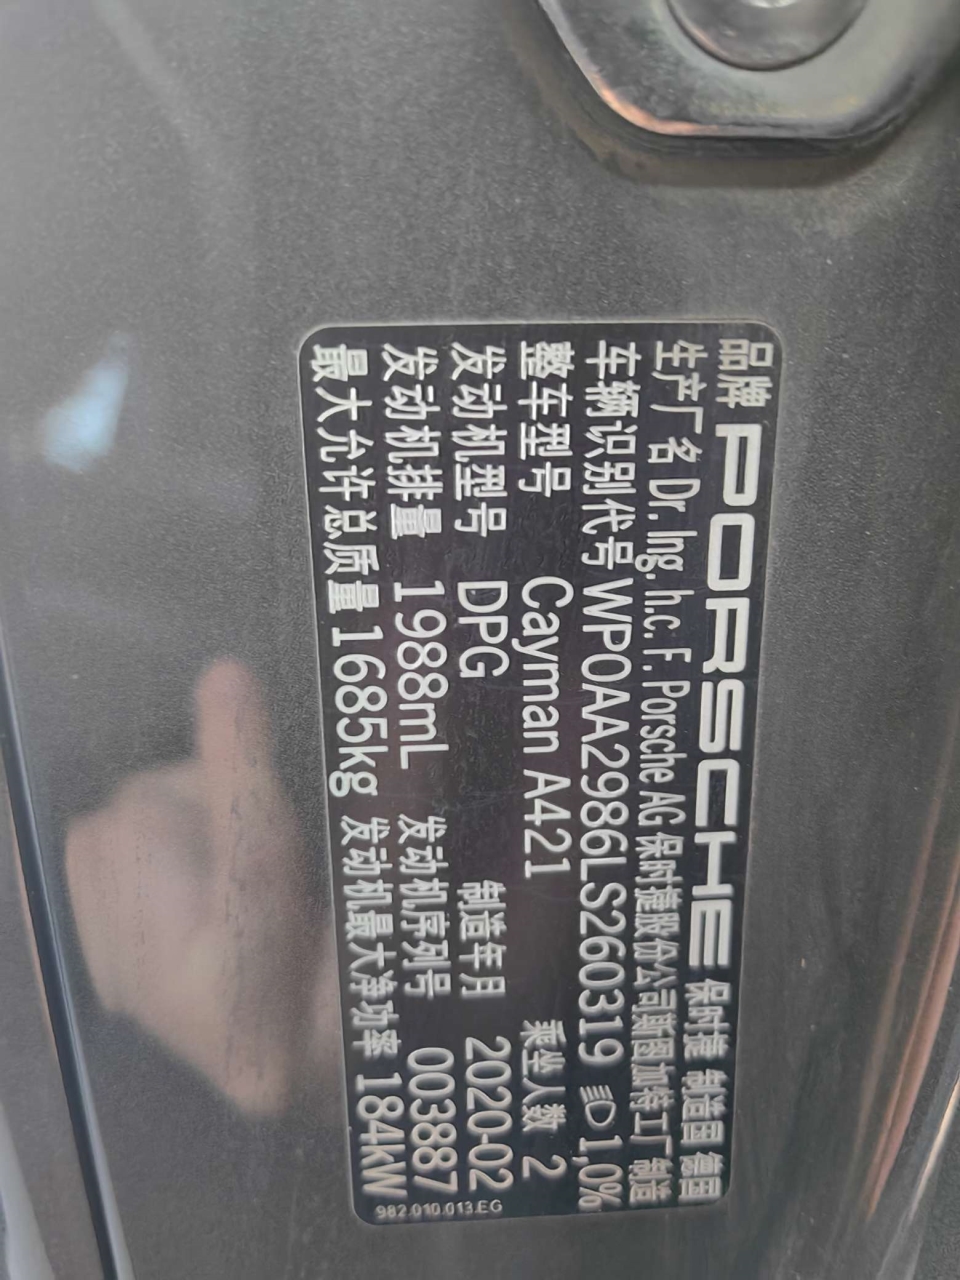 品牌 PORSCHE 保时捷 制造国 德国
生产厂名 Dr. Ing. h.c. F. Porsche AG 保时捷股份公司斯图加特工厂 制造
车辆识别代号 WP0AA2986LS260319 1,0%
整车型号 Cayman A421 乘坐人数 2
发动机型号 DPG 制造年月 2020-02
发动机排量 1988mL 发动机序列号 003887
最大允许总质量 1685kg 发动机最大净功率 184kW
982.010.013.EG